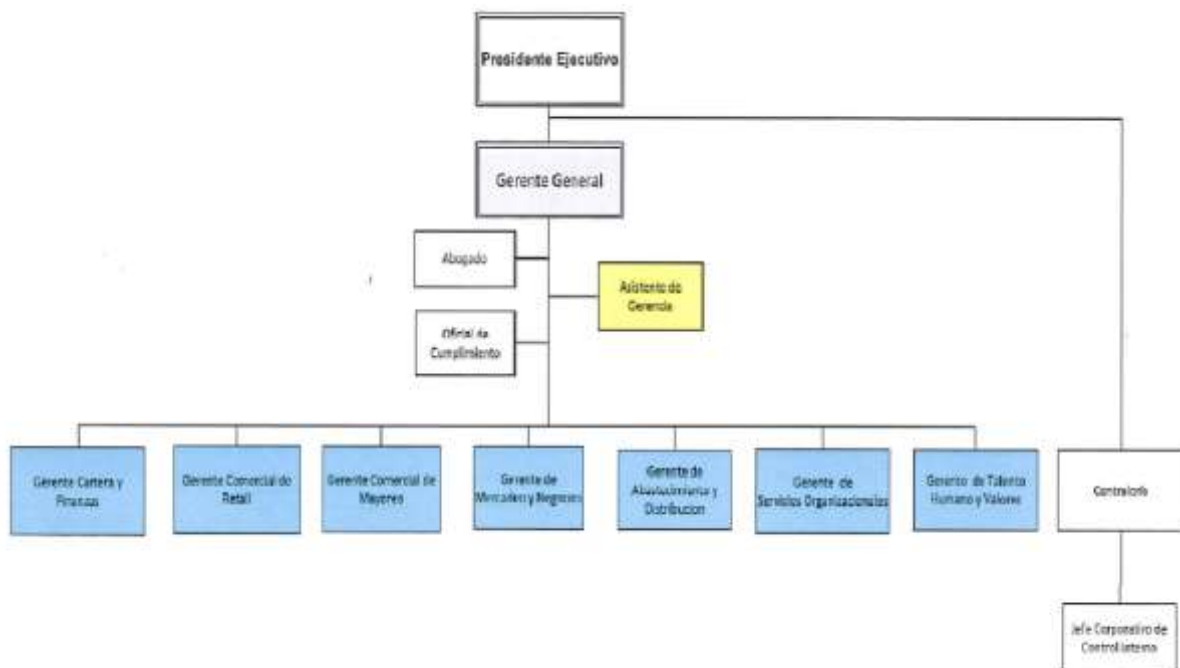 Presidente Ejecutivo
Gerente General
Abogado
Asistente de
Gerencia
Oficial de
Cumplimiento
Gerente Cartera y
Finanzas
Gerente Comercial de
Retail
Gerente Comercial de
Mayoreo
Gerente de
Mercadeo y Negocios
Gerente de
Abastecimiento y
Distribucion
Gerente de
Servicios Organizacionales
Gerente de Talento
Humano y Valores
Contraloría
Jefe Corporativo de
Control Interno